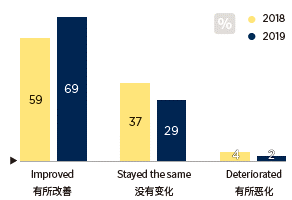 %
2018
2019
59
69
37
29
4
2
Improved
有所改善
Stayed the same
没有变化
Deteriorated
有所恶化